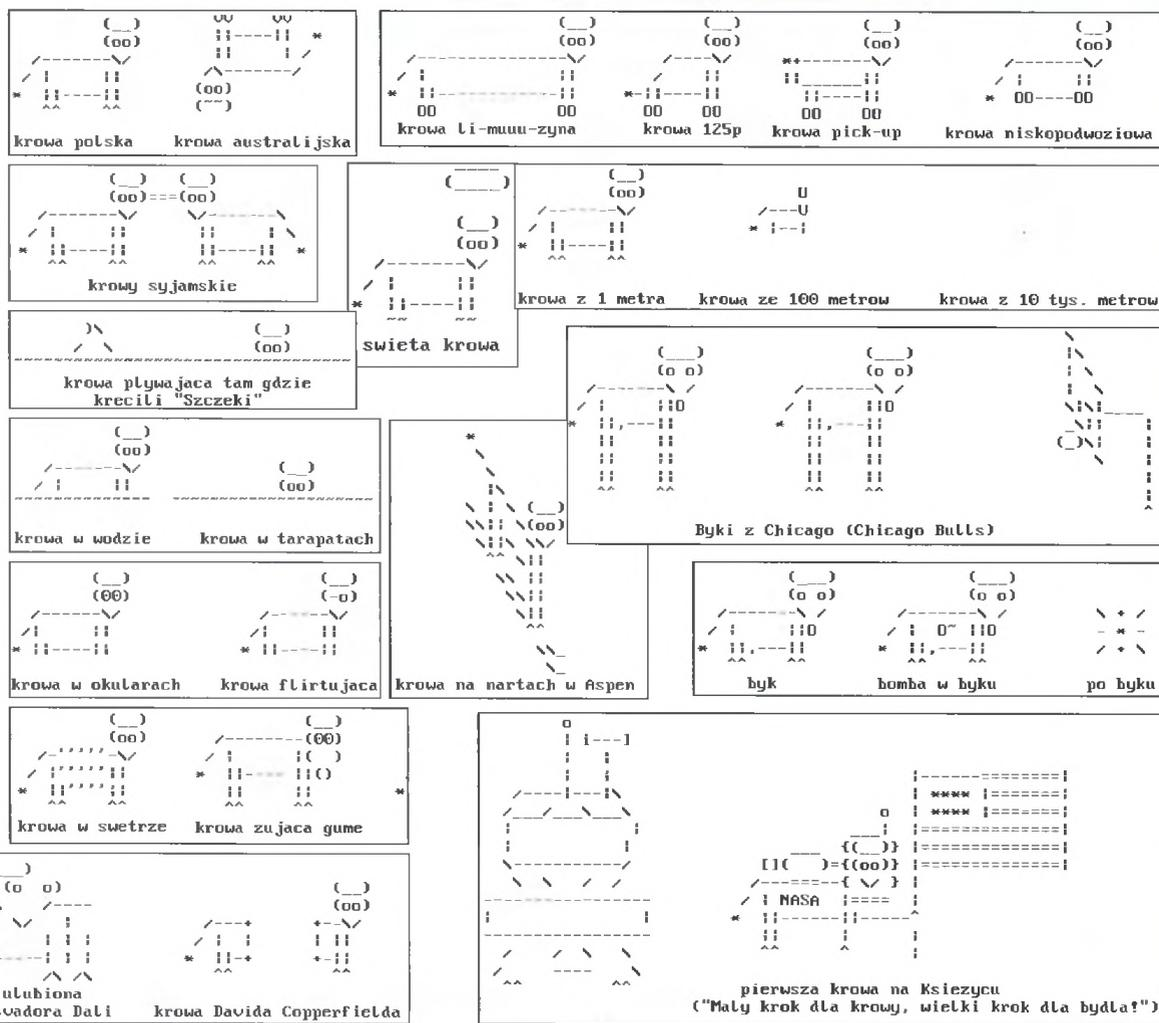 krowa polska krowa australijska
krowa li-muuu-zyna krowa 125p krowa pick-up krowa niskopodwoziowa
krowy syjamskie
swieta krowa
krowa z 1 metra krowa ze 100 metrow krowa z 10 tys. metrow
krowa plywajaca tam gdzie
krecili "Szczeki"
Byki z Chicago (Chicago Bulls)
krowa w wodzie krowa w tarapatach
krowa na nartach w Aspen
krowa w okularach krowa flirtujaca
byk bomba w byku po byku
krowa w swetrze krowa zujaca gume
NASA
ulubiona
vadora Dali krowa Davida Copperfielda
pierwsza krowa na Ksiezycu
("Maly krok dla krowy, wielki krok dla bydla!")